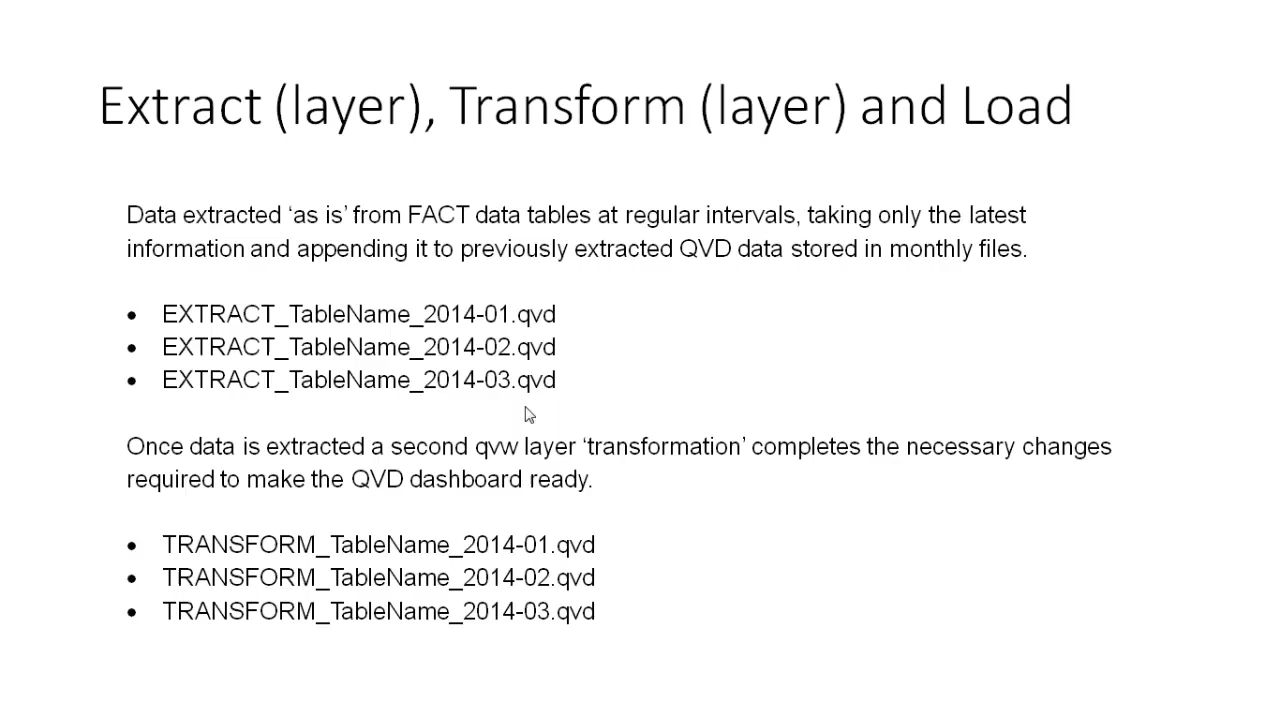 Extract (layer), Transform (layer) and Load
Data extracted ‘as is’ from FACT data tables at regular intervals, taking only the latest
information and appending it to previously extracted QVD data stored in monthly files.
• EXTRACT_TableName_2014-01.qvd
• EXTRACT_TableName_2014-02.qvd
• EXTRACT_TableName_2014-03.qvd
Once data is extracted a second qvw layer ‘transformation’ completes the necessary changes
required to make the QVD dashboard ready.
• TRANSFORM_TableName_2014-01.qvd
• TRANSFORM_TableName_2014-02.qvd
• TRANSFORM_TableName_2014-03.qvd